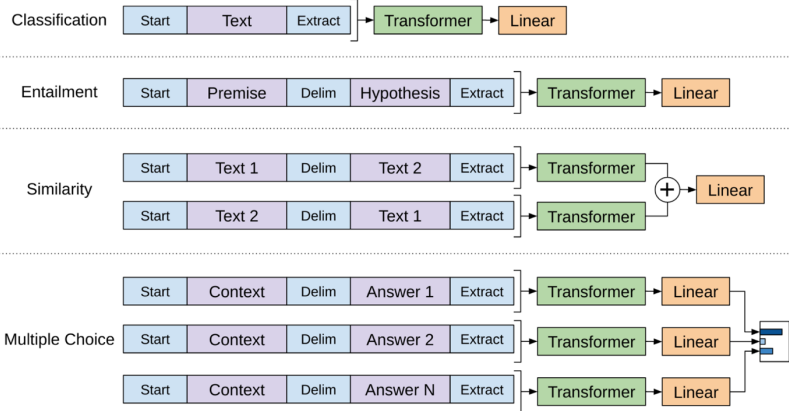 Classification Start Text Extract Transformer Linear
Entailment Start Premise Delim Hypothesis Extract Transformer Linear
Start Text 1 Delim Text 2 Extract Transformer
Similarity + Linear
Start Text 2 Delim Text 1 Extract Transformer
Start Context Delim Answer 1 Extract Transformer Linear
Multiple Choice Start Context Delim Answer 2 Extract Transformer Linear
Start Context Delim Answer N Extract Transformer Linear